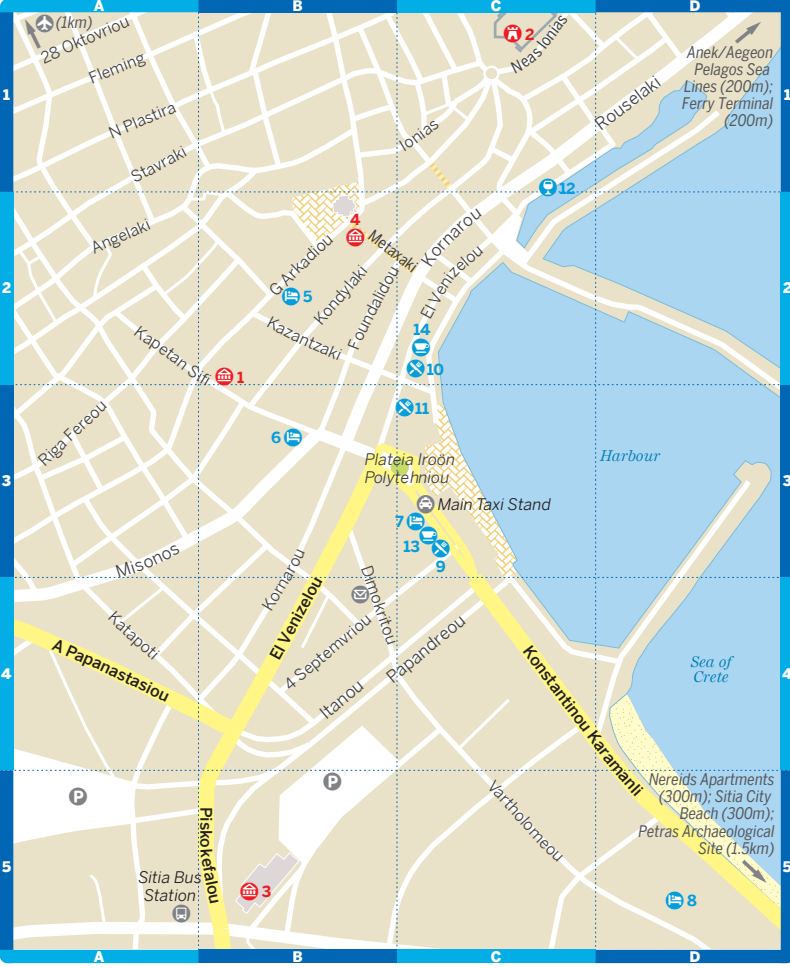 A
B
C
D
(1km)
28 Oktovriou
Neas Ionias
2
Anek/Aegeon
Pelagos Sea
Lines (200m);
Ferry Terminal
(200m)
Fleming
1
1
N Plastira
Rouselaki
Ionias
Stavraki
12
4
Angelaki
Metaxaki
Kornarou
G Arkadiou
El Venizelou
2
2
5
Kondylaki
Foundalidou
Kazantzaki
14
Kapetan Sifi
10
1
11
Riga Fereou
6
Plateia Iroön
Polytehniou
Harbour
3
3
Main Taxi Stand
7
13
9
Misonos
Kornarou
Dimokritou
El Venizelou
Katapoti
4 Septemvriou
Papandreou
A Papanastasiou
Itanou
Konstantinou Karamanli
Sea of
Crete
4
4
P
P
Vartholomeou
Nereids Apartments
(300m); Sitia City
Beach (300m);
Petras Archaeological
Site (1.5km)
Piskokefalou
5
5
Sitia Bus
Station
3
8
A
B
C
D